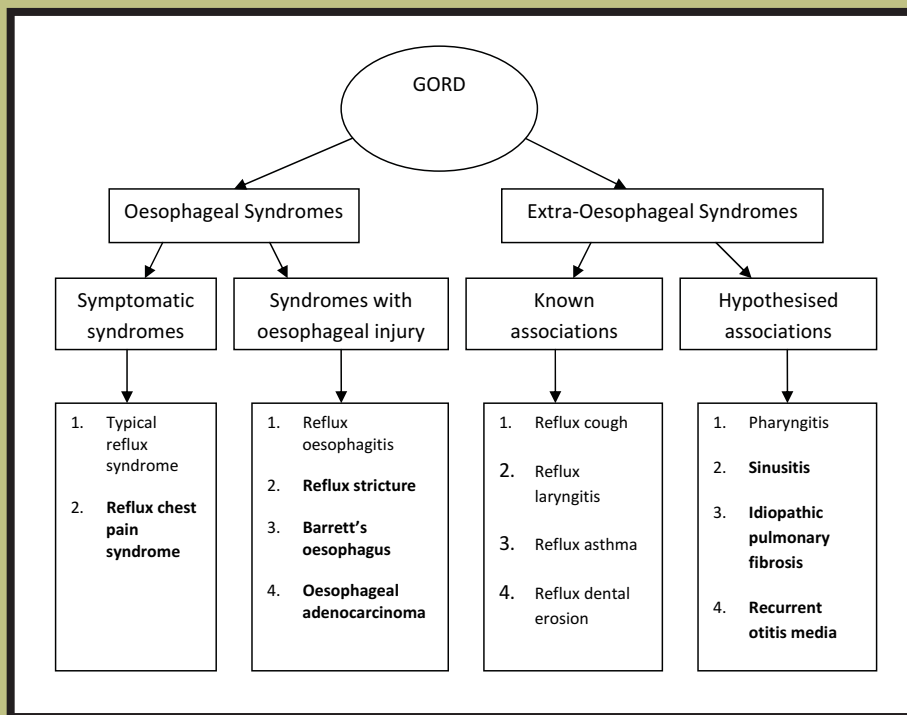 GORD
Oesophageal Syndromes
Extra-Oesophageal Syndromes
Symptomatic
syndromes
Syndromes with
oesophageal injury
Known
associations
Hypothesised
associations
1. Typical
reflux
syndrome
2. Reflux chest
pain
syndrome
1. Reflux
oesophagitis
2. Reflux stricture
3. Barrett’s
oesophagus
4. Oesophageal
adenocarcinoma
1. Reflux cough
2. Reflux
laryngitis
3. Reflux asthma
4. Reflux dental
erosion
1. Pharyngitis
2. Sinusitis
3. Idiopathic
pulmonary
fibrosis
4. Recurrent
otitis media